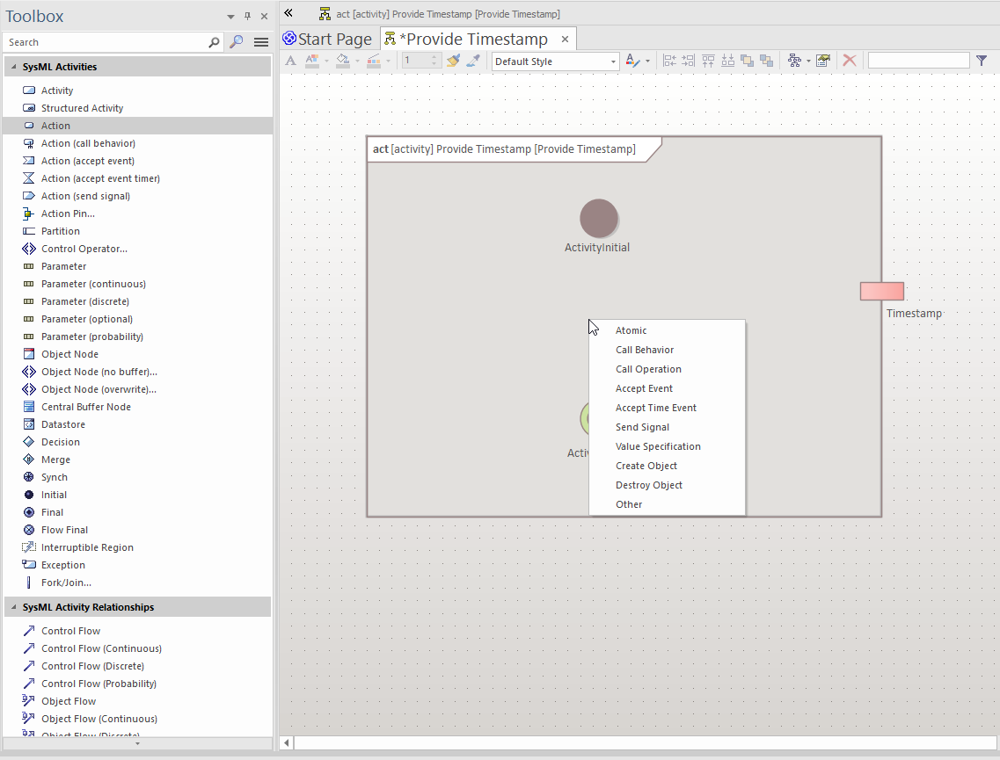 Toolbox
Search
SysML Activities
Activity
Structured Activity
Action
Action (call behavior)
Action (accept event)
Action (accept event timer)
Action (send signal)
Action Pin...
Partition
Control Operator...
Parameter
Parameter (continuous)
Parameter (discrete)
Parameter (optional)
Parameter (probability)
Object Node
Object Node (no buffer)...
Object Node (overwrite)...
Central Buffer Node
Datastore
Decision
Merge
Synch
Initial
Final
Flow Final
Interruptible Region
Exception
Fork/Join...
SysML Activity Relationships
Control Flow
Control Flow (Continuous)
Control Flow (Discrete)
Control Flow (Probability)
Object Flow
Object Flow (Continuous)
Object Flow (Discrete)
act [activity] Provide Timestamp [Provide Timestamp]
Start Page
*Provide Timestamp
1
Default Style
act [activity] Provide Timestamp [Provide Timestamp]
ActivityInitial
Timestamp
Activ
Atomic
Call Behavior
Call Operation
Accept Event
Accept Time Event
Send Signal
Value Specification
Create Object
Destroy Object
Other